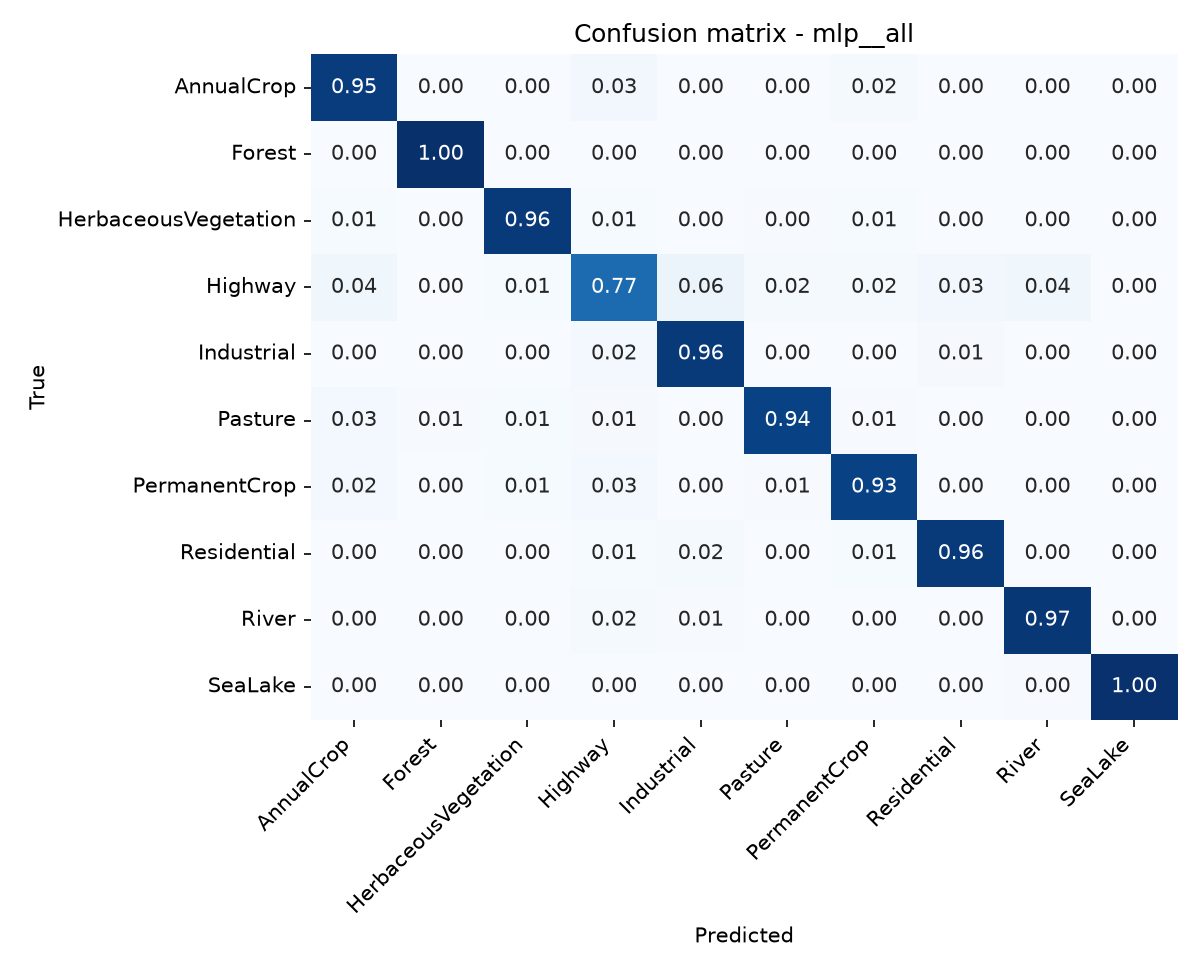 Confusion matrix - mlp__all
True
AnnualCrop 0.95 0.00 0.00 0.03 0.00 0.00 0.02 0.00 0.00 0.00
Forest 0.00 1.00 0.00 0.00 0.00 0.00 0.00 0.00 0.00 0.00
HerbaceousVegetation 0.01 0.00 0.96 0.01 0.00 0.00 0.01 0.00 0.00 0.00
Highway 0.04 0.00 0.01 0.77 0.06 0.02 0.02 0.03 0.04 0.00
Industrial 0.00 0.00 0.00 0.02 0.96 0.00 0.00 0.01 0.00 0.00
Pasture 0.03 0.01 0.01 0.01 0.00 0.94 0.01 0.00 0.00 0.00
PermanentCrop 0.02 0.00 0.01 0.03 0.00 0.01 0.93 0.00 0.00 0.00
Residential 0.00 0.00 0.00 0.01 0.02 0.00 0.01 0.96 0.00 0.00
River 0.00 0.00 0.00 0.02 0.01 0.00 0.00 0.00 0.97 0.00
SeaLake 0.00 0.00 0.00 0.00 0.00 0.00 0.00 0.00 0.00 1.00
AnnualCrop Forest HerbaceousVegetation Highway Industrial Pasture PermanentCrop Residential River SeaLake
Predicted